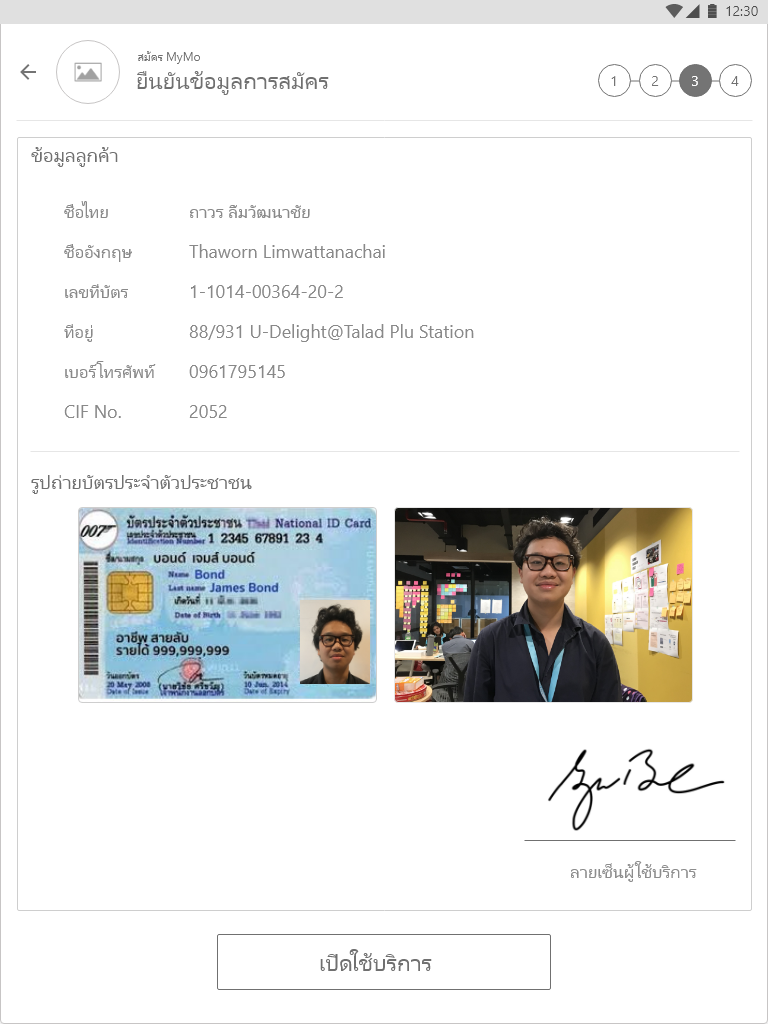 12:30
สมัคร MyMo
ยืนยันข้อมูลการสมัคร
1 2 3 4
ข้อมูลลูกค้า
ชื่อไทย ถาวร ลิมวัฒนาชัย
ชื่ออังกฤษ Thaworn Limwattanachai
เลขที่บัตร 1-1014-00364-20-2
ที่อยู่ 88/931 U-Delight@Talad Plu Station
เบอร์โทรศัพท์ 0961795145
CIF No. 2052
รูปถ่ายบัตรประจำตัวประชาชน
007
บัตรประจำตัวประชาชน Thai National ID Card
เลขประจำตัวประชาชน
Identification Number 1 2345 67891 23 4
ชื่อและนามสกุล บอนด์ เจมส์ บอนด์
Name Bond
Last name James Bond
เกิดวันที่
Date of Birth
อาชีพ สายลับ
รายได้ 999,999,999
วันออกบัตร
20 May 2008
Date of Issue
วันบัตรหมดอายุ
10 Jun. 2014
Date of Expiry
ลายเซ็นผู้ใช้บริการ
เปิดใช้บริการ